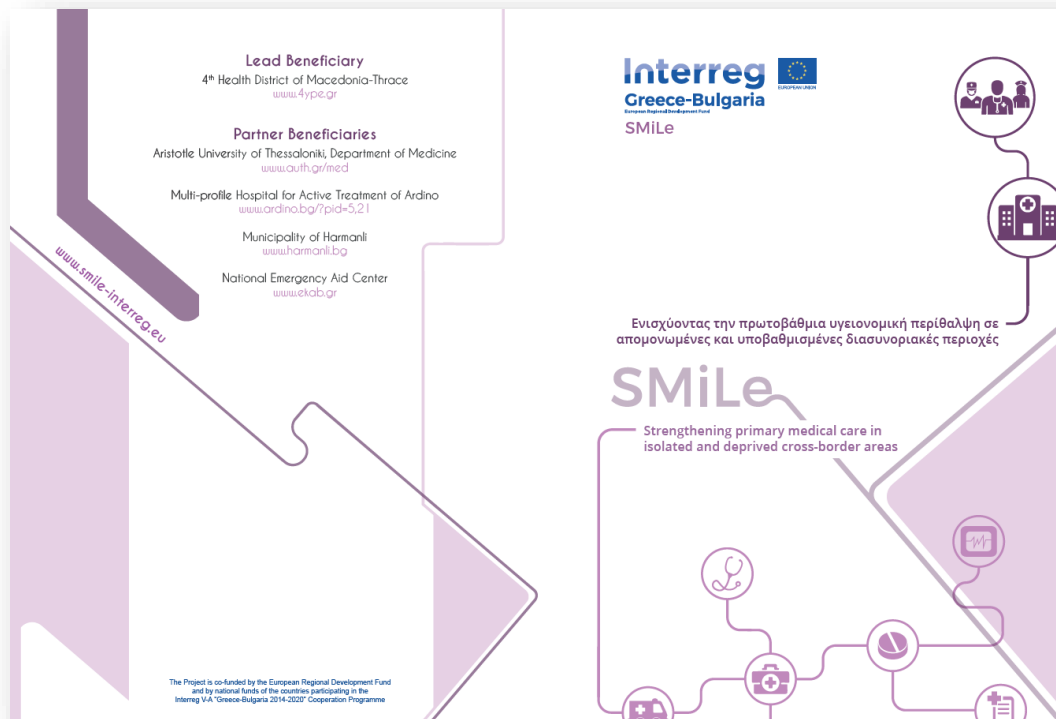 Lead Beneficiary
4th Health District of Macedonia-Thrace
www.4ype.gr
Partner Beneficiaries
Aristotle University of Thessaloniki, Department of Medicine
www.auth.gr/med
Multi-profile Hospital for Active Treatment of Ardino
www.ardino.bg/?pid=5,21
Municipality of Harmanli
www.harmanli.bg
National Emergency Aid Center
www.ekab.gr
www.smile-interreg.eu
The Project is co-funded by the European Regional Development Fund
and by national funds of the countries participating in the
Interreg V-A "Greece-Bulgaria 2014-2020" Cooperation Programme
Interreg
EUROPEAN UNION
Greece-Bulgaria
European Regional Development Fund
SMiLe
Ενισχύοντας την πρωτοβάθμια υγειονομική περίθαλψη σε
απομονωμένες και υποβαθμισμένες διασυνοριακές περιοχές
SMiLe
Strengthening primary medical care in
isolated and deprived cross-border areas